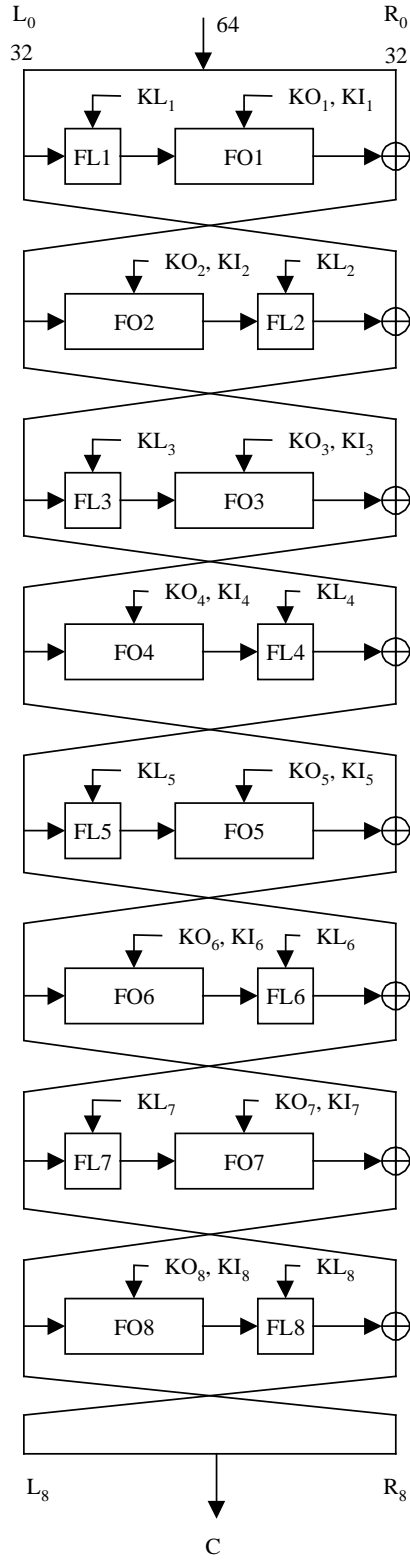 L₀ R₀
32 64 32
KL₁ KO₁, KI₁
FL1 FO1
KO₂, KI₂ KL₂
FO2 FL2
KL₃ KO₃, KI₃
FL3 FO3
KO₄, KI₄ KL₄
FO4 FL4
KL₅ KO₅, KI₅
FL5 FO5
KO₆, KI₆ KL₆
FO6 FL6
KL₇ KO₇, KI₇
FL7 FO7
KO₈, KI₈ KL₈
FO8 FL8
L₈ R₈
C